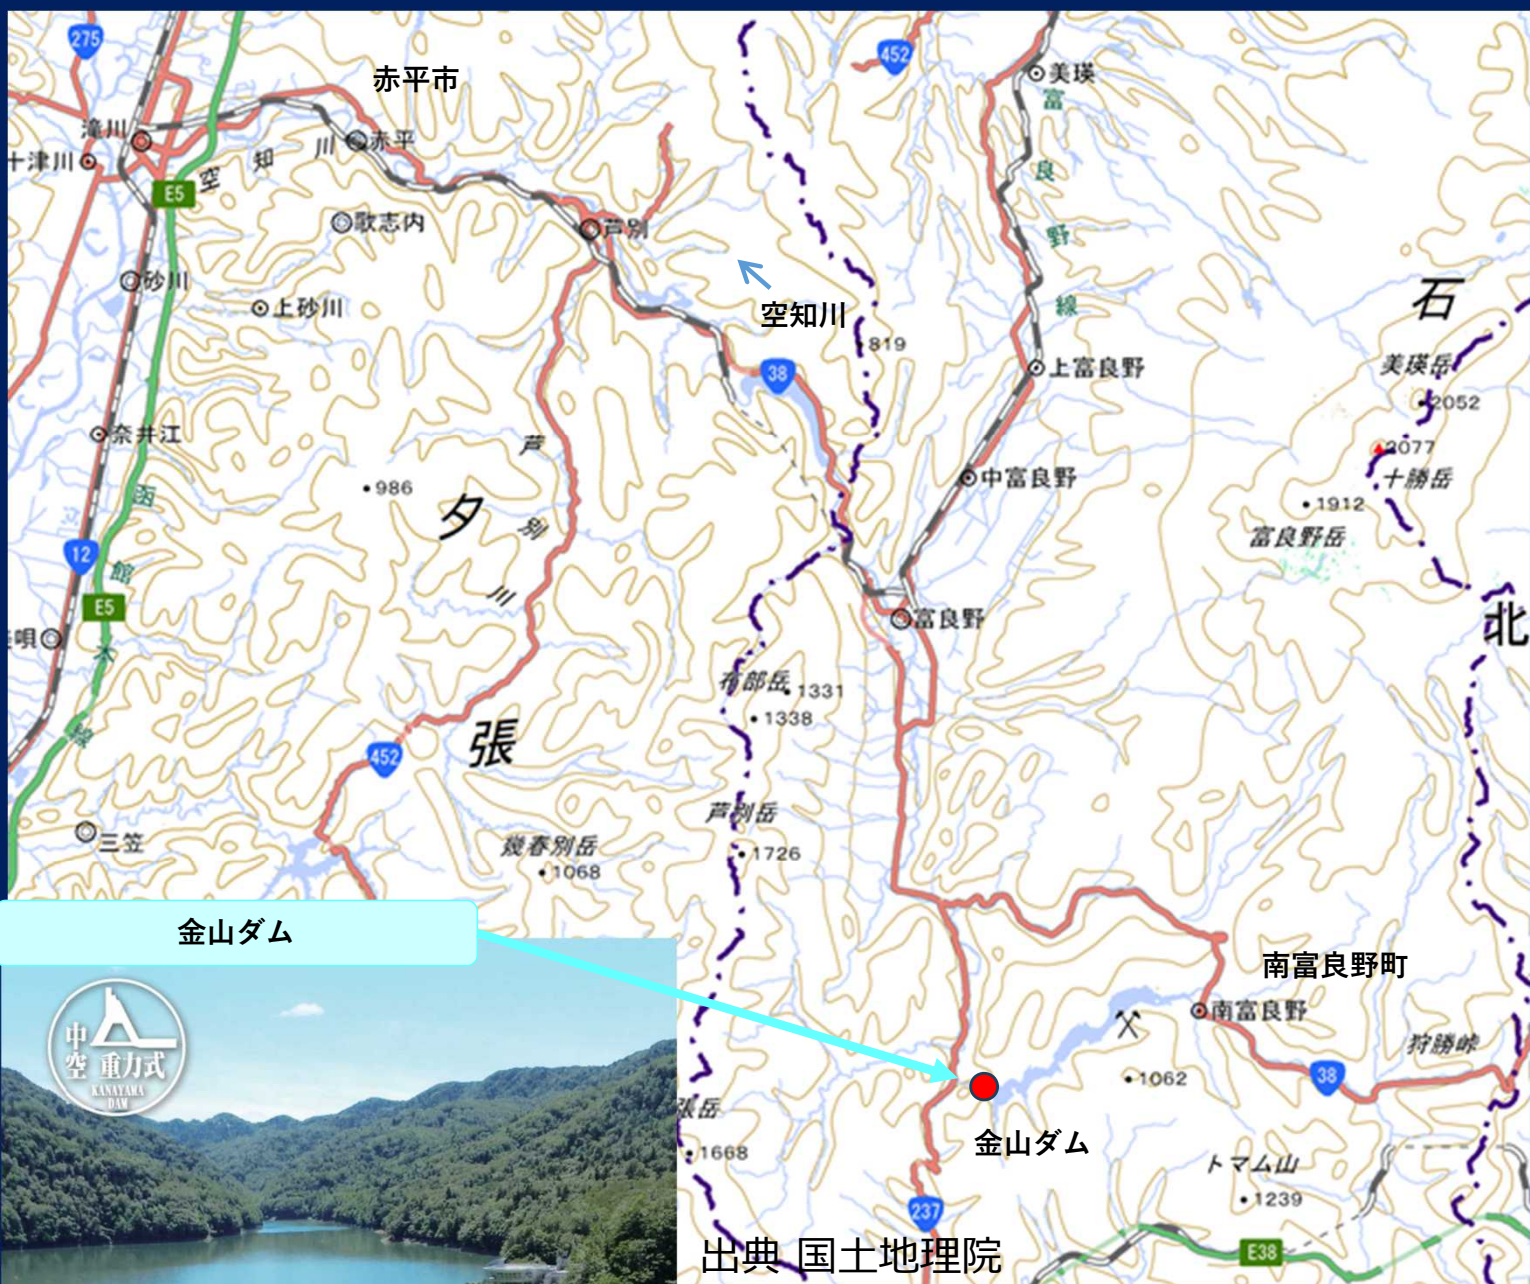 275
452
赤平市
美瑛
富良野線
滝川
赤平
空知川
十津川
E5
歌志内
芦別
砂川
上砂川
空知川
石
819
38
上富良野
美瑛岳
2052
2077
十勝岳
奈井江
芦別川
986
夕
中富良野
1912
富良野岳
函館本線
12
E5
唄
富良野
北
布部岳
1331
1338
張
452
芦別岳
1726
三笠
幾春別岳
1068
金山ダム
南富良野町
南富良野
狩勝峠
38
1062
中空 重力式
KANAYAMA
DAM
張岳
1668
金山ダム
トマム山
1239
237
E38
出典 国土地理院